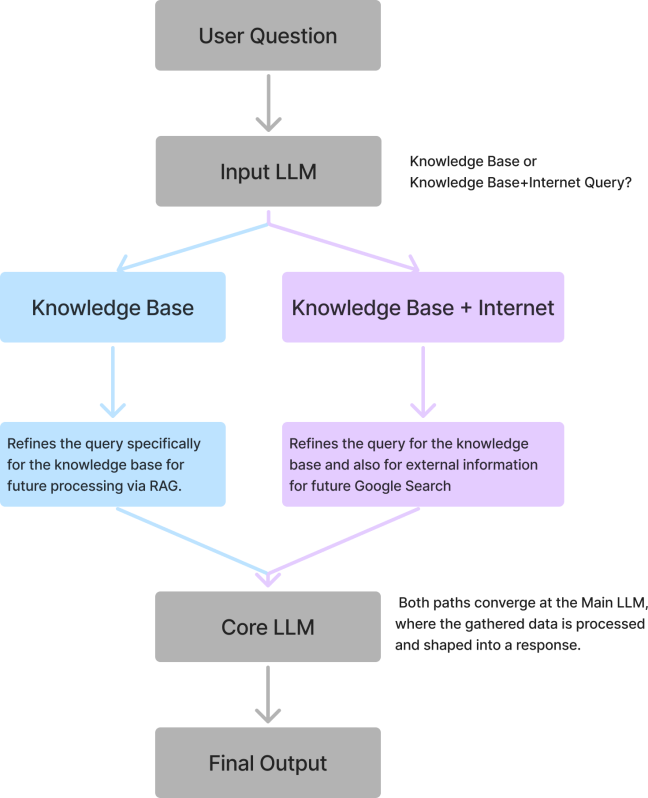 User Question
Input LLM
Knowledge Base or
Knowledge Base+Internet Query?
Knowledge Base
Knowledge Base + Internet
Refines the query specifically
for the knowledge base for
future processing via RAG.
Refines the query for the knowledge
base and also for external information
for future Google Search
Core LLM
Both paths converge at the Main LLM,
where the gathered data is processed
and shaped into a response.
Final Output